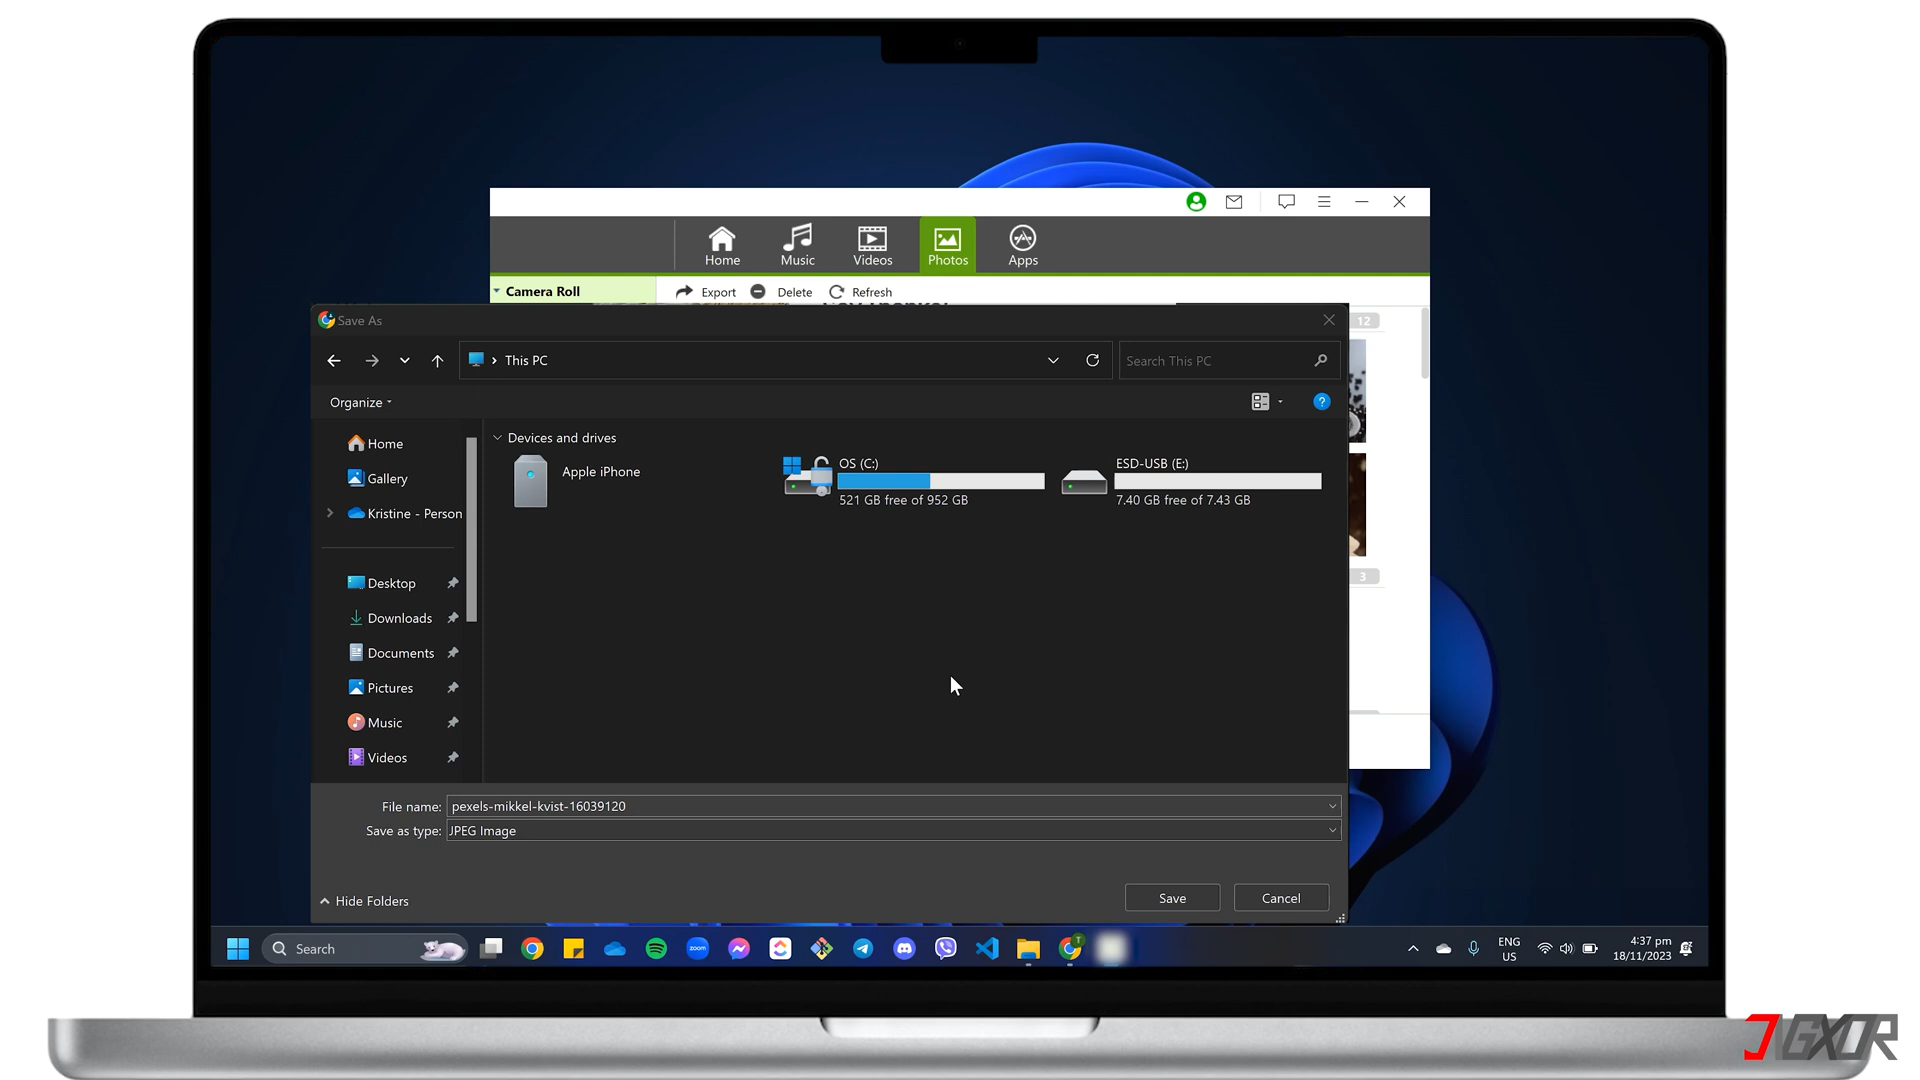 Home Music Videos Photos Apps
Camera Roll Export Delete Refresh
Save As
12
This PC Search This PC
Organize
Home
Gallery
Kristine - Person
Desktop
Downloads
Documents
Pictures
Music
Videos
Devices and drives
Apple iPhone
OS (C:)
521 GB free of 952 GB
ESD-USB (E:)
7.40 GB free of 7.43 GB
3
File name: pexels-mikkel-kvist-16039120
Save as type: JPEG Image
Hide Folders Save Cancel
Search
zoom
T
ENG
US
4:37 pm
18/11/2023
JGXOR